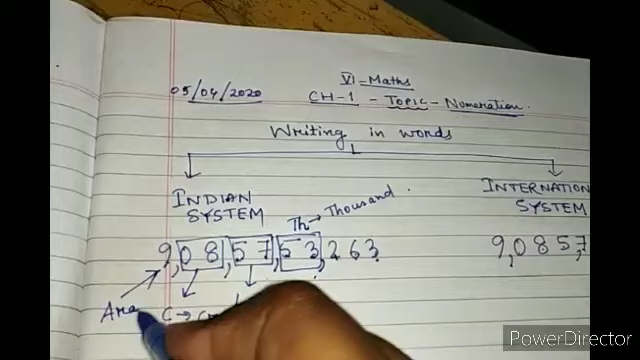 VI - Maths
05/04/2020 CH-1 - Topic - Numeration.
Writing in words
INDIAN SYSTEM
INTERNATION
SYSTEM
Th → Thousand.
9,08,57,53,263
9,0857
C →
PowerDirector